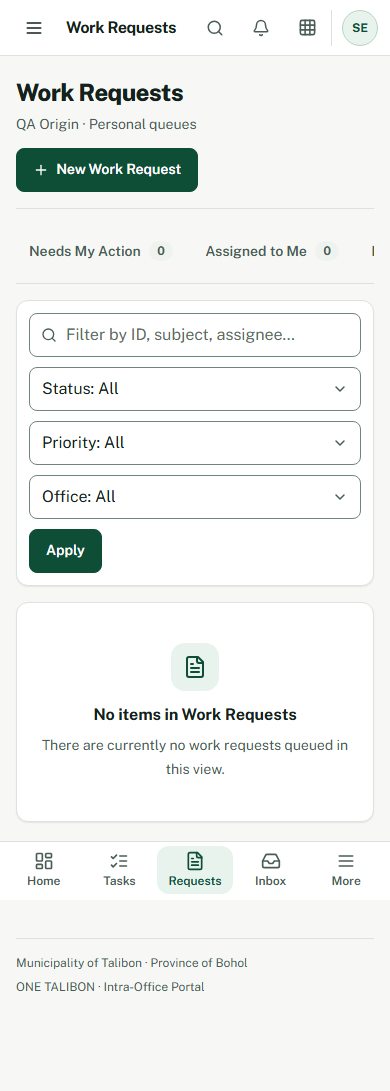 Work Requests
SE
Work Requests
QA Origin · Personal queues
New Work Request
Needs My Action 0 Assigned to Me 0
Filter by ID, subject, assignee...
Status: All
Priority: All
Office: All
Apply
No items in Work Requests
There are currently no work requests queued in
this view.
Home Tasks Requests Inbox More
Municipality of Talibon · Province of Bohol
ONE TALIBON · Intra-Office Portal